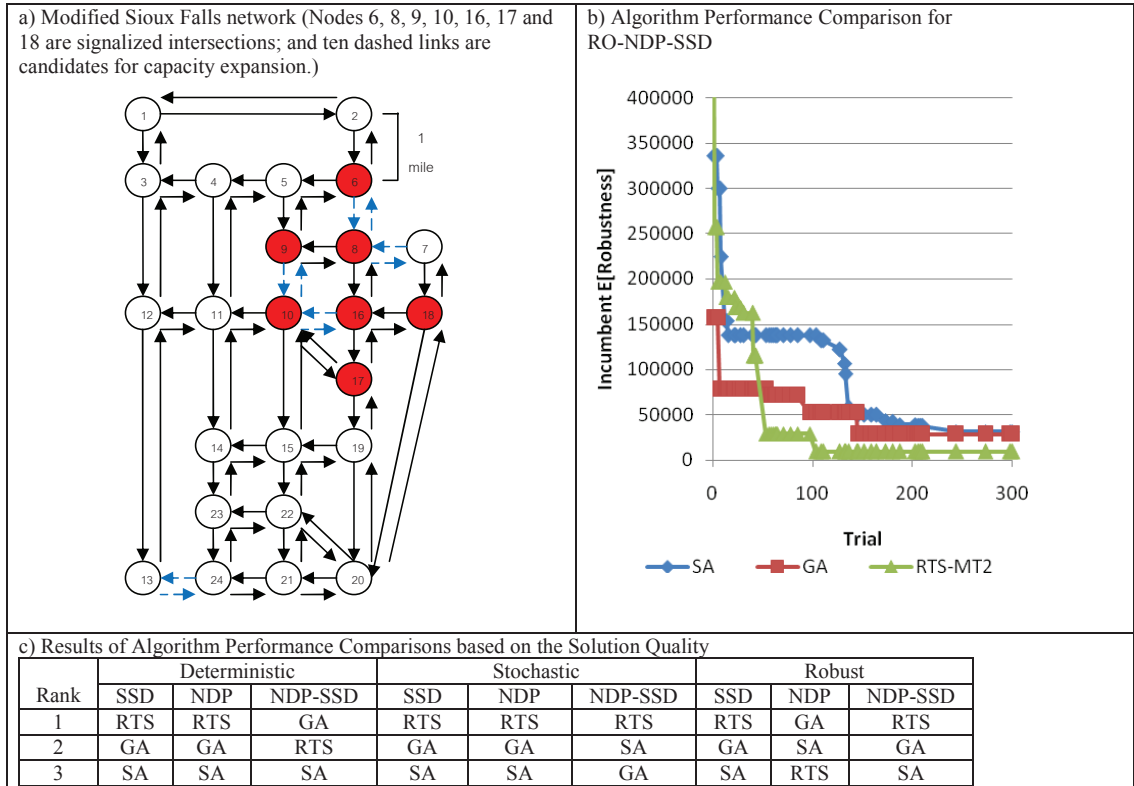 a) Modified Sioux Falls network (Nodes 6, 8, 9, 10, 16, 17 and
18 are signalized intersections; and ten dashed links are
candidates for capacity expansion.)
1 2
1
mile
3 4 5 6
9 8 7
12 11 10 16 18
17
14 15 19
23 22
13 24 21 20
b) Algorithm Performance Comparison for
RO-NDP-SSD
Incumbent E[Robustness]
400000
350000
300000
250000
200000
150000
100000
50000
0
0 100 200 300
Trial
SA GA RTS-MT2
c) Results of Algorithm Performance Comparisons based on the Solution Quality
Deterministic Stochastic Robust
Rank SSD NDP NDP-SSD SSD NDP NDP-SSD SSD NDP NDP-SSD
1 RTS RTS GA RTS RTS RTS RTS GA RTS
2 GA GA RTS GA GA SA GA SA GA
3 SA SA SA SA SA GA SA RTS SA